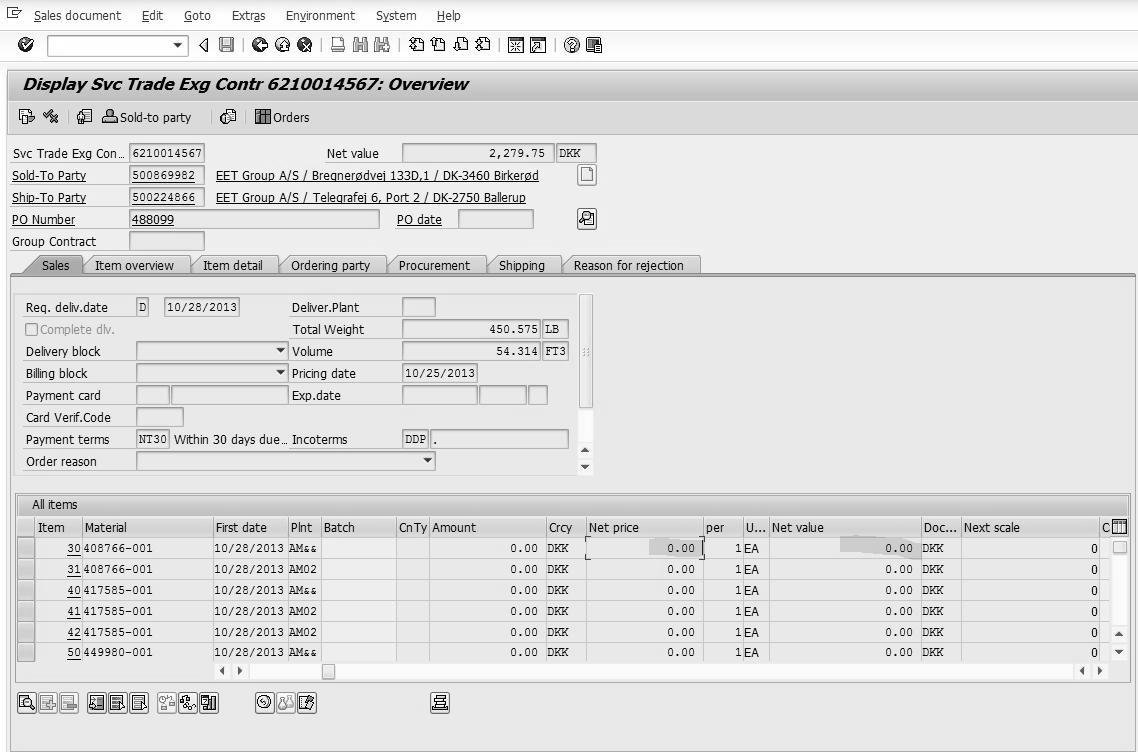 Sales document Edit Goto Extras Environment System Help
Display Svc Trade Exg Contr 6210014567: Overview
Sold-to party Orders
Svc Trade Exg Con... 6210014567 Net value 2,279.75 DKK
Sold-To Party 500869982 EET Group A/S / Bregnerødvej 133D,1 / DK-3460 Birkerød
Ship-To Party 500224866 EET Group A/S / Telegrafej 6, Port 2 / DK-2750 Ballerup
PO Number 488099 PO date
Group Contract
Sales Item overview Item detail Ordering party Procurement Shipping Reason for rejection
Req. deliv.date D 10/28/2013 Deliver.Plant
Complete dlv. Total Weight 450.575 LB
Delivery block Volume 54.314 FT3
Billing block Pricing date 10/25/2013
Payment card Exp.date
Card Verif.Code
Payment terms NT30 Within 30 days due... Incoterms DDP .
Order reason
All items
Item Material First date Plnt Batch CnTy Amount Crcy Net price per U... Net value Doc... Next scale C
30 408766-001 10/28/2013 AM&& 0.00 DKK 0.00 1 EA 0.00 DKK 0
31 408766-001 10/28/2013 AM02 0.00 DKK 0.00 1 EA 0.00 DKK 0
40 417585-001 10/28/2013 AM&& 0.00 DKK 0.00 1 EA 0.00 DKK 0
41 417585-001 10/28/2013 AM02 0.00 DKK 0.00 1 EA 0.00 DKK 0
42 417585-001 10/28/2013 AM02 0.00 DKK 0.00 1 EA 0.00 DKK 0
50 449980-001 10/28/2013 AM&& 0.00 DKK 0.00 1 EA 0.00 DKK 0